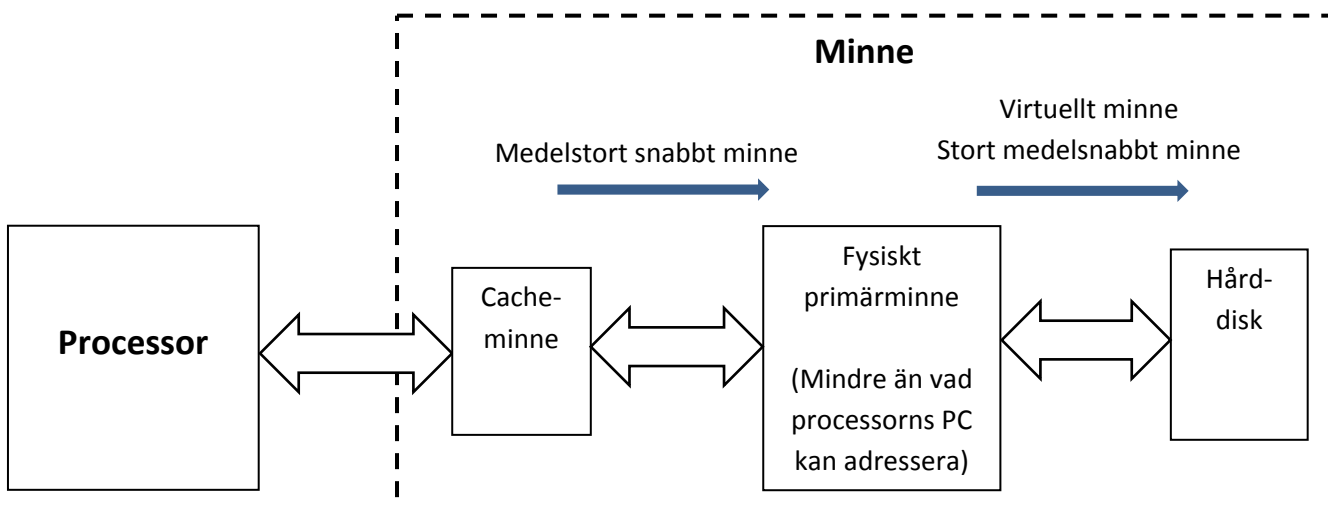 Minne
Virtuellt minne
Medelstort snabbt minne
Stort medelsnabbt minne
Processor
Cache-
minne
Fysiskt
primärminne
(Mindre än vad
processorns PC
kan adressera)
Hård-
disk